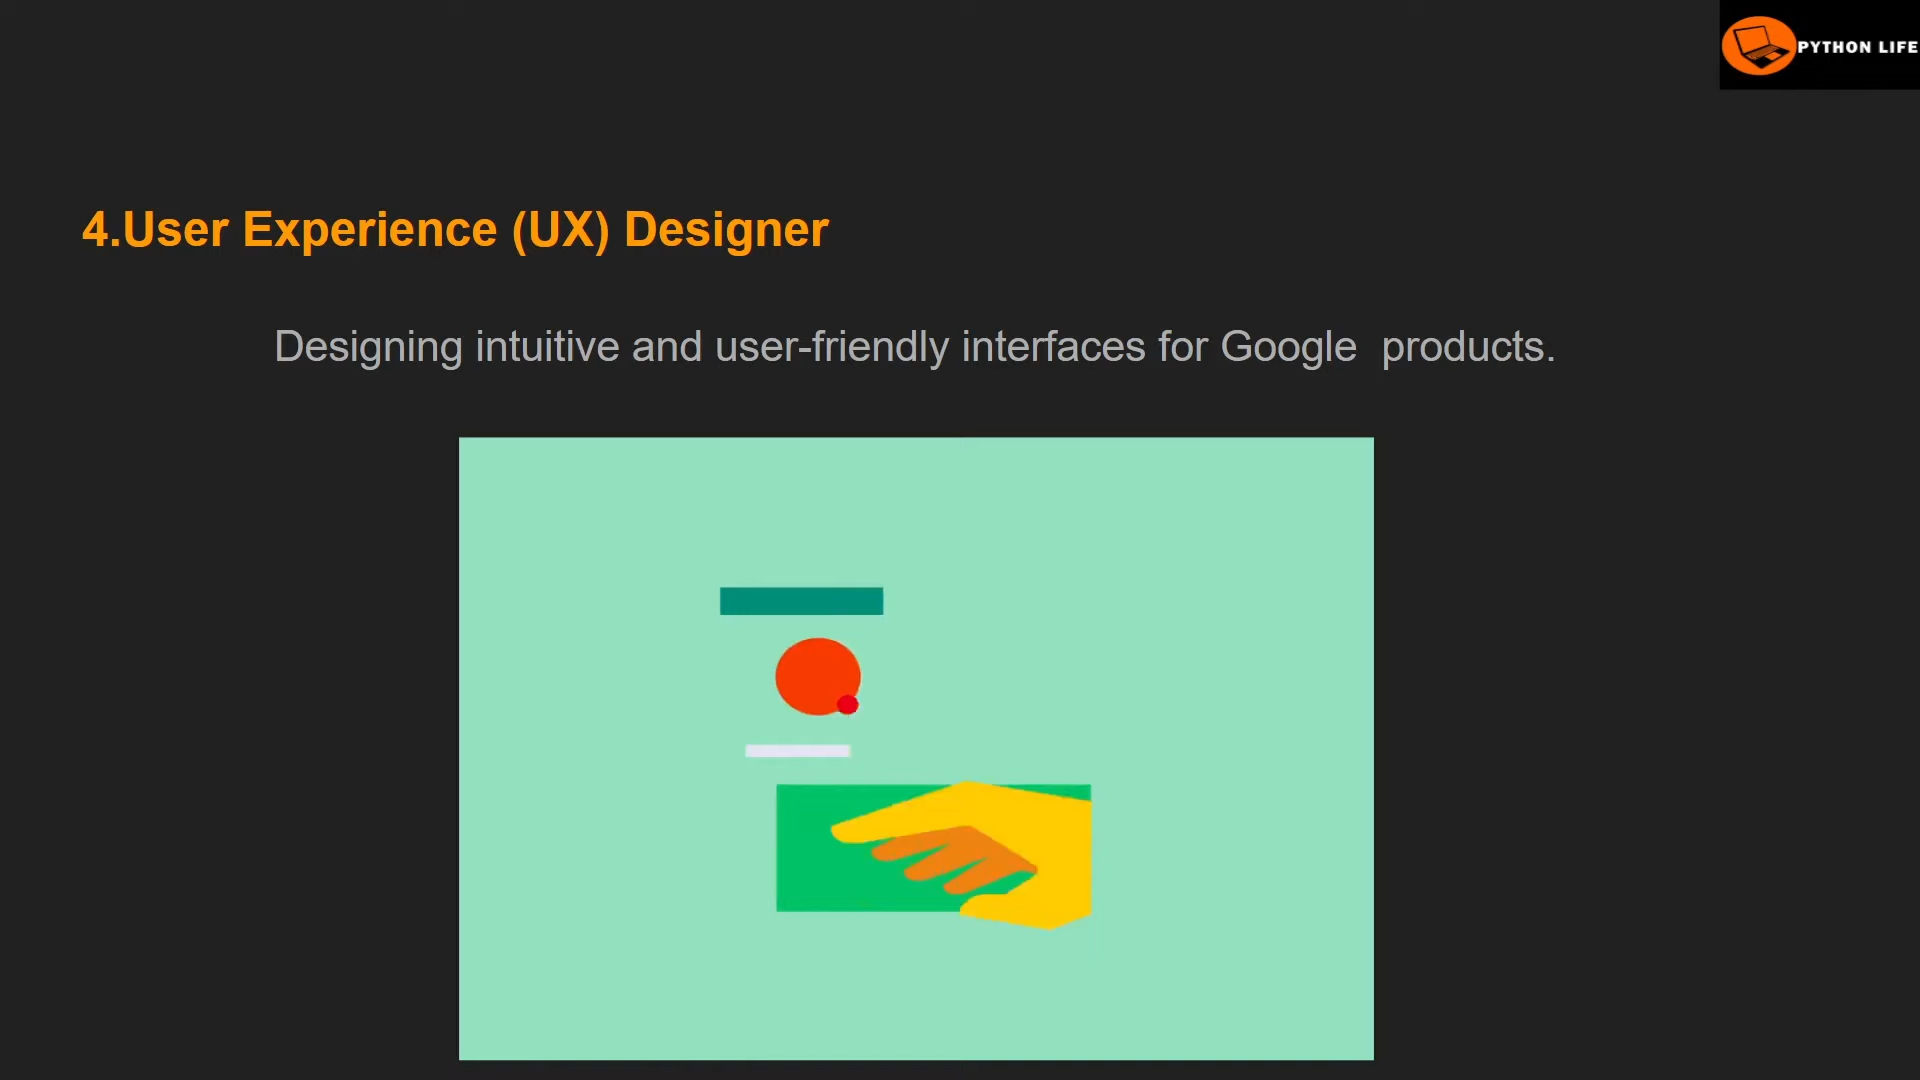 PYTHON LIFE
4.User Experience (UX) Designer
Designing intuitive and user-friendly interfaces for Google  products.